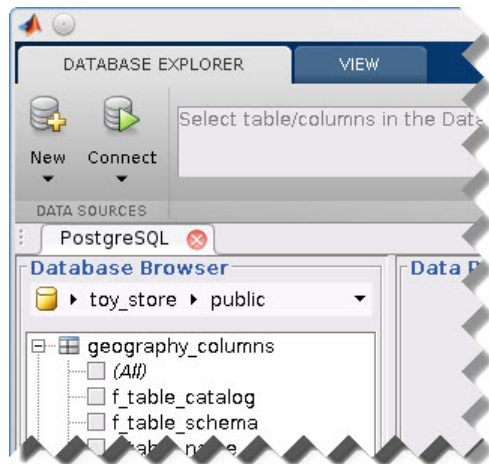 DATABASE EXPLORER VIEW
Select table/columns in the Data
New Connect
DATA SOURCES
PostgreSQL
Database Browser Data
toy_store public
geography_columns
(All)
f_table_catalog
f_table_schema